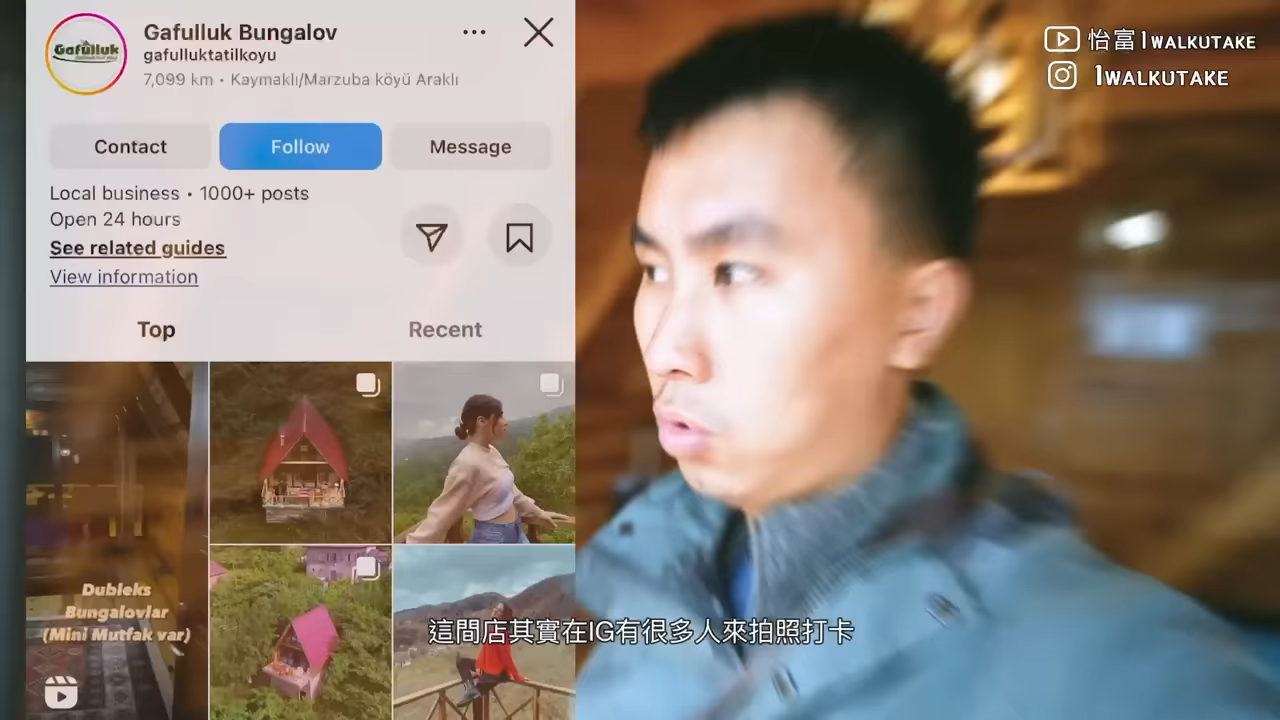 Gafulluk Bungalov
gafulluktatilkoyu
7,099 km • Kaymaklı/Marzuba köyü Araklı
Gafulluk
Contact
Follow
Message
Local business • 1000+ posts
Open 24 hours
See related guides
View information
Top
Recent
Dubleks
Bungalovlar
(Mini Mutfak var)
怡富1WALKUTAKE
1WALKUTAKE
這間店其實在IG有很多人來拍照打卡